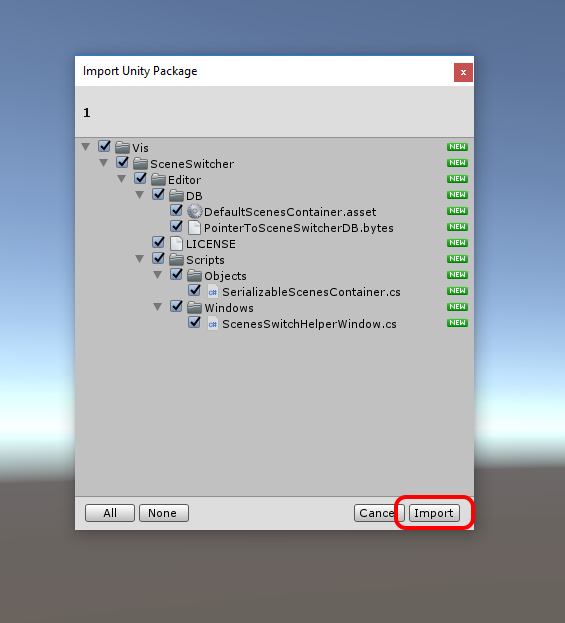 Import Unity Package
x
1
Vis NEW
SceneSwitcher NEW
Editor NEW
DB NEW
DefaultScenesContainer.asset NEW
PointerToSceneSwitcherDB.bytes NEW
LICENSE NEW
Scripts NEW
Objects NEW
c# SerializableScenesContainer.cs NEW
Windows NEW
c# ScenesSwitchHelperWindow.cs NEW
All None Cancel Import